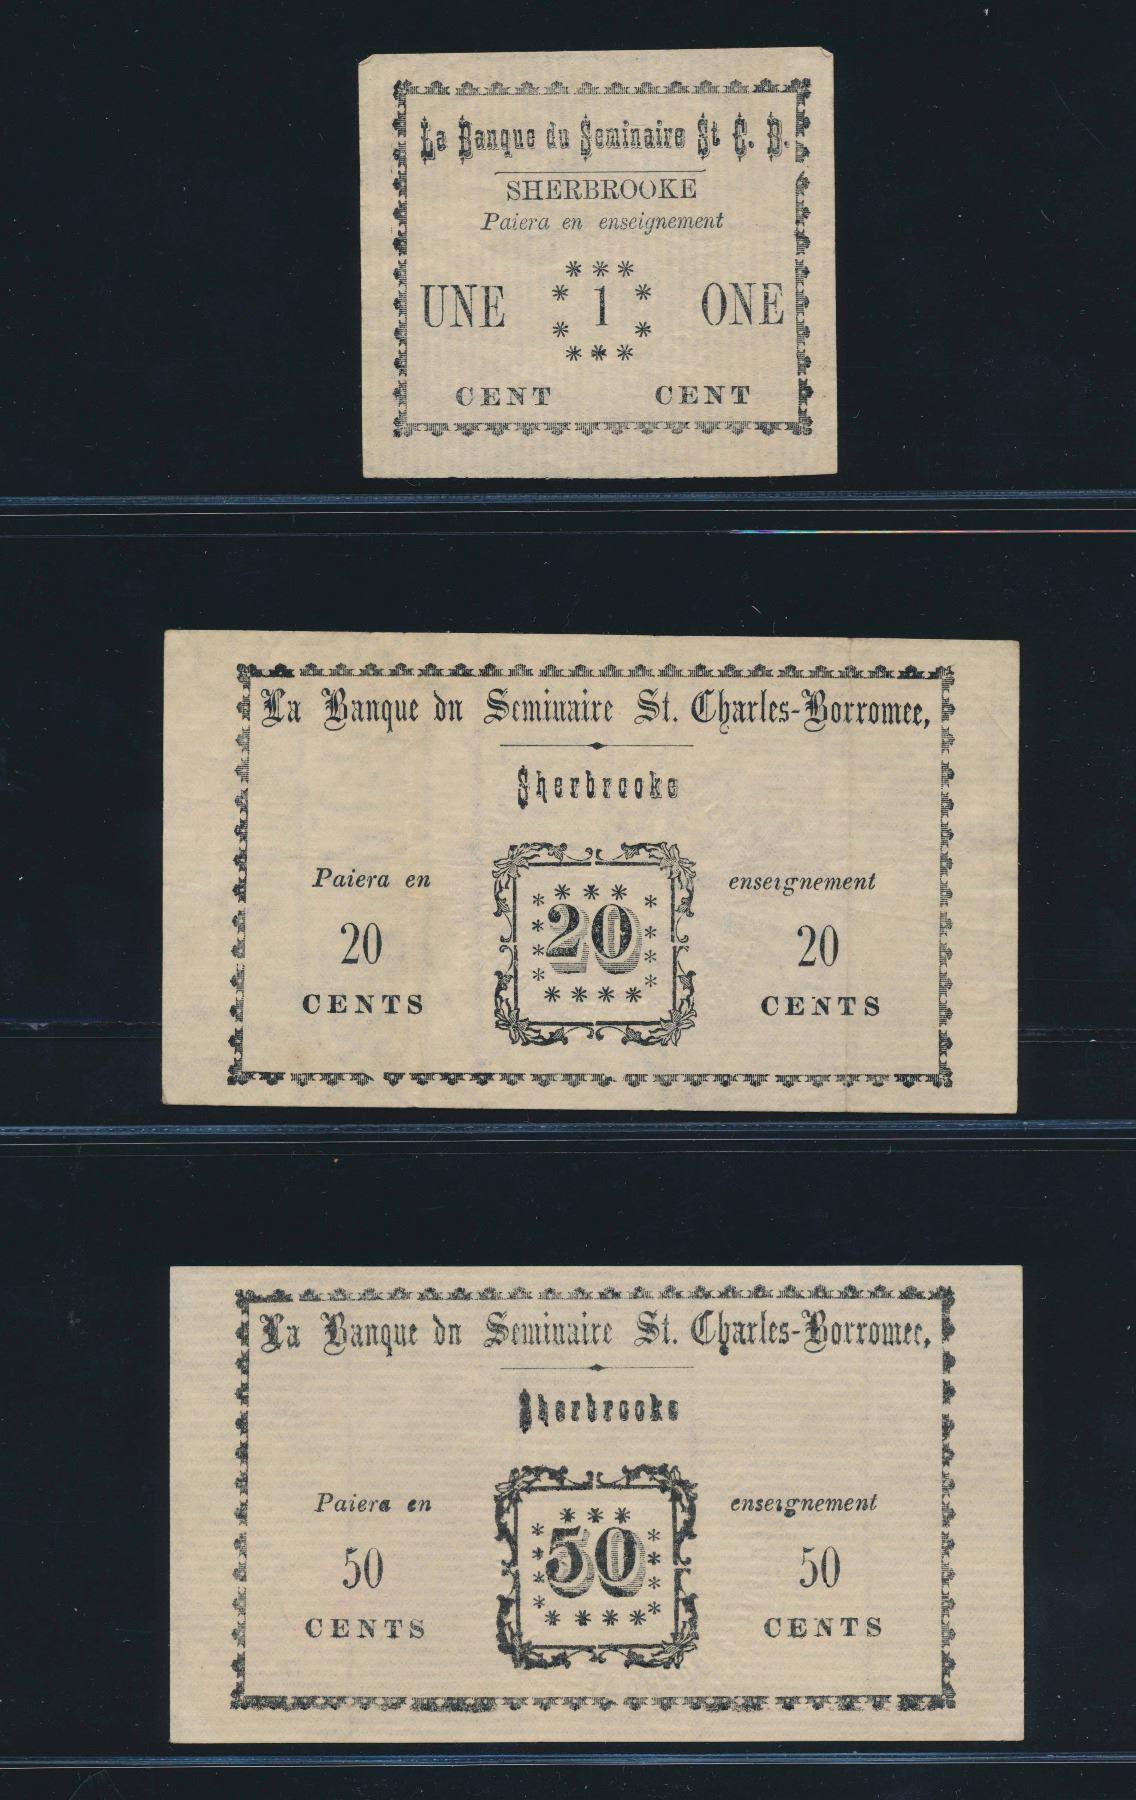 La Banque du Seminaire St C. B.
SHERBROOKE
Paiera en enseignement
UNE 1 ONE
CENT CENT
La Banque dn Seminaire St. Charles-Borromee,
Sherbrooke
Paiera en enseignement
20 20 20
CENTS CENTS
La Banque dn Seminaire St. Charles-Borromee,
Sherbrooke
Paiera en enseignement
50 50 50
CENTS CENTS